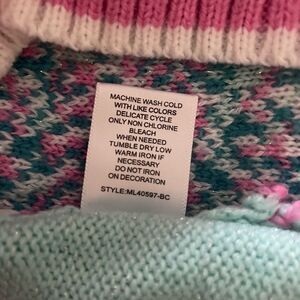 MACHINE WASH COLD
WITH LIKE COLORS
DELICATE CYCLE
ONLY NON CHLORINE
BLEACH
WHEN NEEDED
TUMBLE DRY LOW
WARM IRON IF
NECESSARY
DO NOT IRON
ON DECORATION
STYLE:ML40597-BC